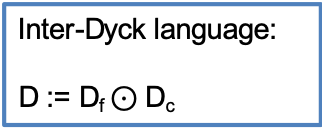 Inter-Dyck language:
D := D_f ⨀ D_c